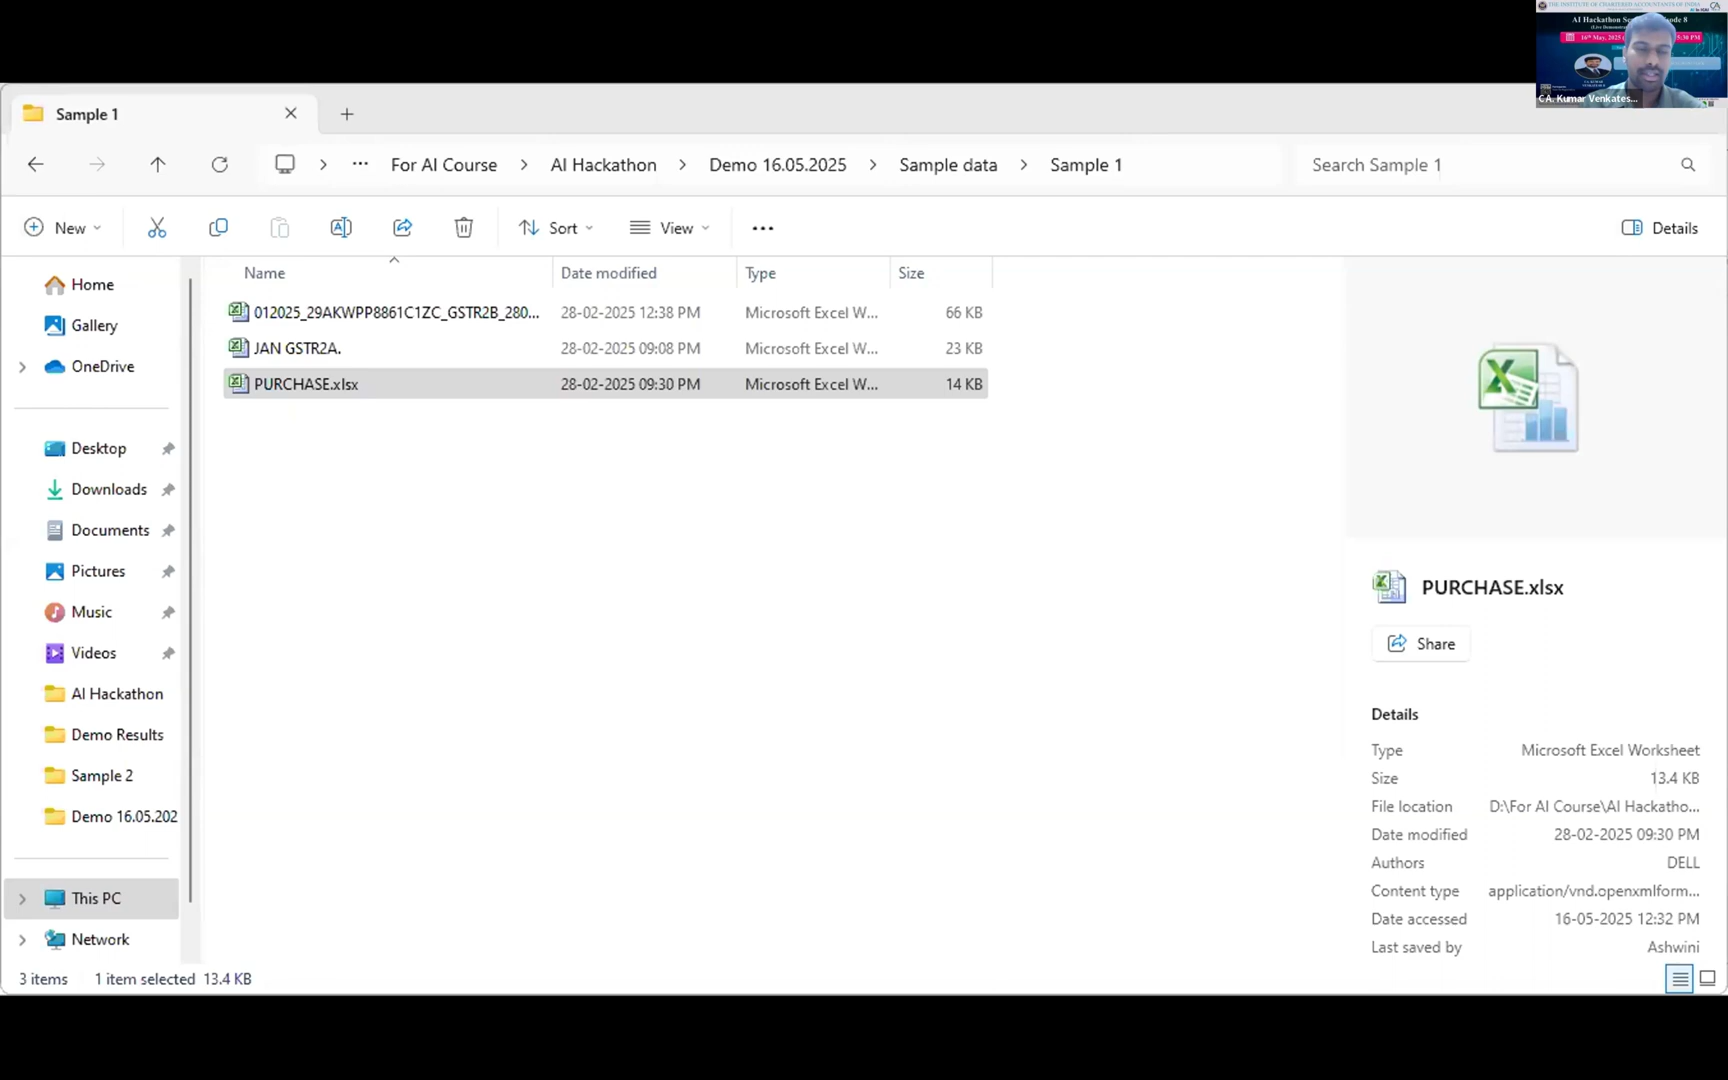 THE INSTITUTE OF CHARTERED ACCOUNTANTS OF INDIA
CA. Kumar Venkates...
Sample 1
For AI Course > AI Hackathon > Demo 16.05.2025 > Sample data > Sample 1
Search Sample 1
New
Sort
View
Details
Name Date modified Type Size
012025_29AKWPP8861C1ZC_GSTR2B_280... 28-02-2025 12:38 PM Microsoft Excel W... 66 KB
JAN GSTR2A. 28-02-2025 09:08 PM Microsoft Excel W... 23 KB
PURCHASE.xlsx 28-02-2025 09:30 PM Microsoft Excel W... 14 KB
Home
Gallery
OneDrive
Desktop
Downloads
Documents
Pictures
Music
Videos
AI Hackathon
Demo Results
Sample 2
Demo 16.05.202
This PC
Network
PURCHASE.xlsx
Share
Details
Type Microsoft Excel Worksheet
Size 13.4 KB
File location D:\For AI Course\AI Hackatho...
Date modified 28-02-2025 09:30 PM
Authors DELL
Content type application/vnd.openxmlform...
Date accessed 16-05-2025 12:32 PM
Last saved by Ashwini
3 items 1 item selected 13.4 KB